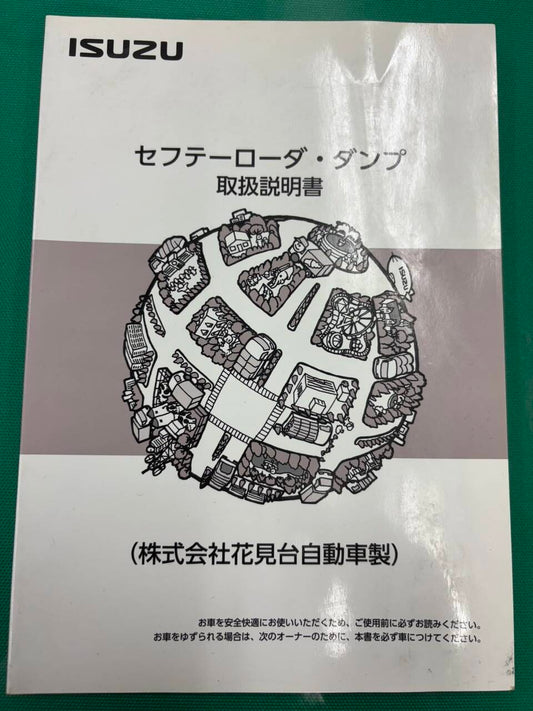 ISUZU
セフテーローダ・ダンプ
取扱説明書
ISUZU
(株式会社花見台自動車製)
お車を安全快適にお使いいただくため、ご使用前に必ずお読みください。
お車をゆずられる場合は、次のオーナーのために、本書を必ず車につけてください。